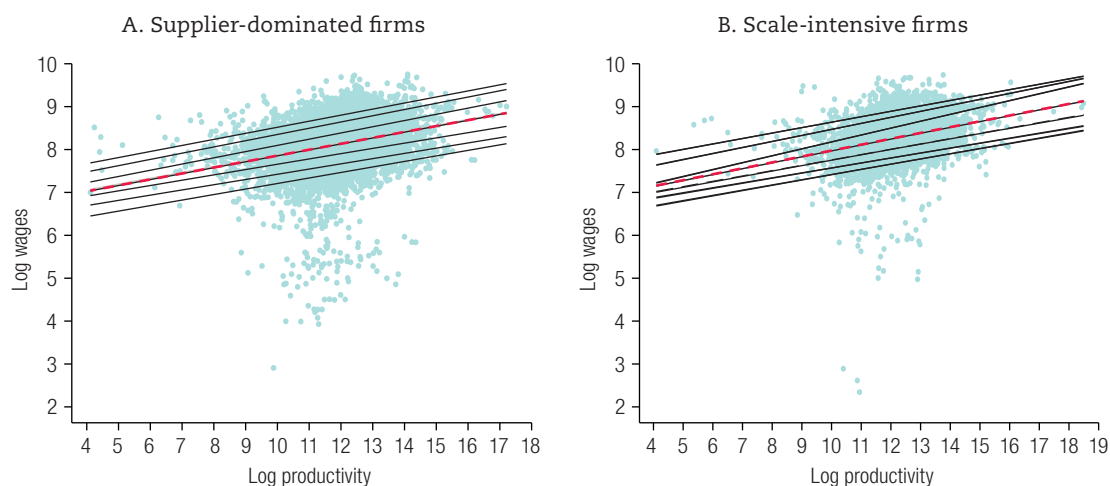 A. Supplier-dominated firms
Log wages
10
9
8
7
6
5
4
3
2
4 5 6 7 8 9 10 11 12 13 14 15 16 17 18
Log productivity
B. Scale-intensive firms
Log wages
10
9
8
7
6
5
4
3
2
4 5 6 7 8 9 10 11 12 13 14 15 16 17 18 19
Log productivity